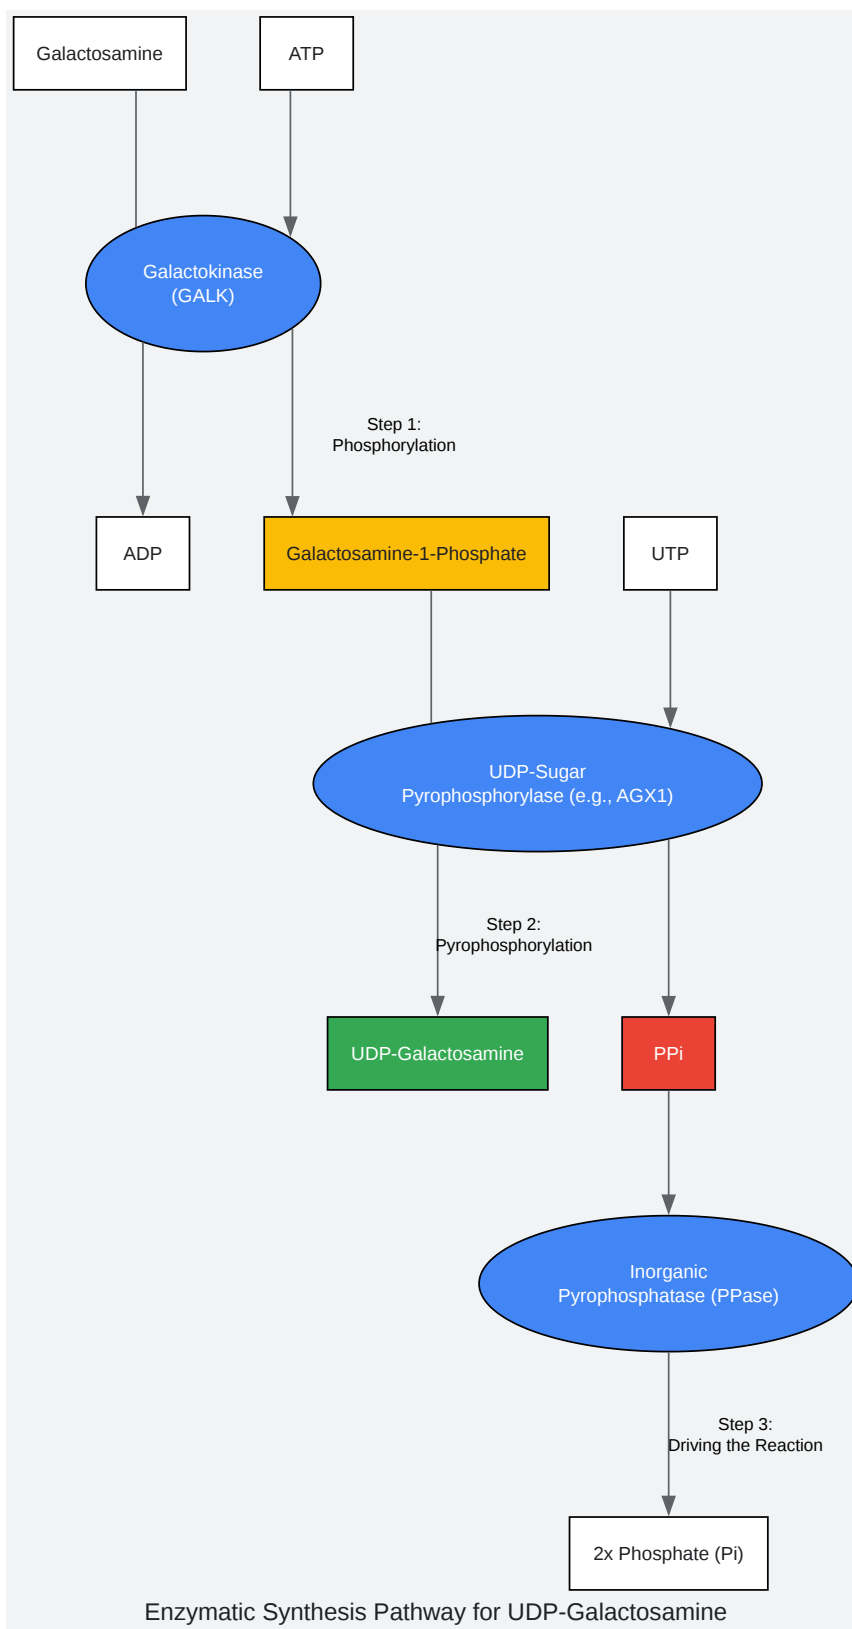 Galactosamine
ATP
Galactokinase
(GALK)
Step 1:
Phosphorylation
ADP
Galactosamine-1-Phosphate
UTP
UDP-Sugar
Pyrophosphorylase (e.g., AGX1)
Step 2:
Pyrophosphorylation
UDP-Galactosamine
PPi
Inorganic
Pyrophosphatase (PPase)
Step 3:
Driving the Reaction
2x Phosphate (Pi)
Enzymatic Synthesis Pathway for UDP-Galactosamine